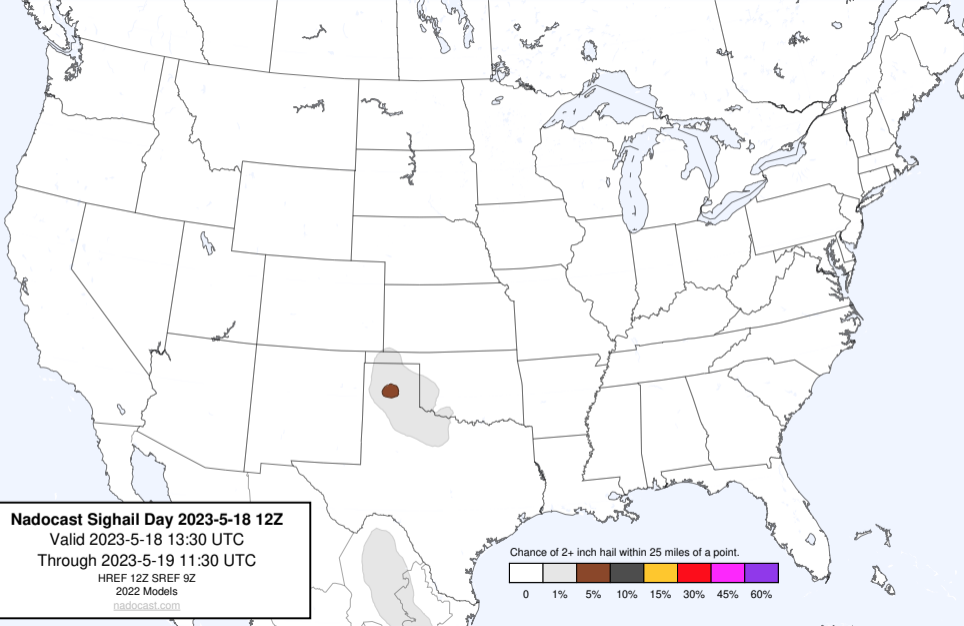 Nadocast Sighail Day 2023-5-18 12Z
Valid 2023-5-18 13:30 UTC
Through 2023-5-19 11:30 UTC
HREF 12Z SREF 9Z
2022 Models
nadocast.com
Chance of 2+ inch hail within 25 miles of a point.
0 1% 5% 10% 15% 30% 45% 60%